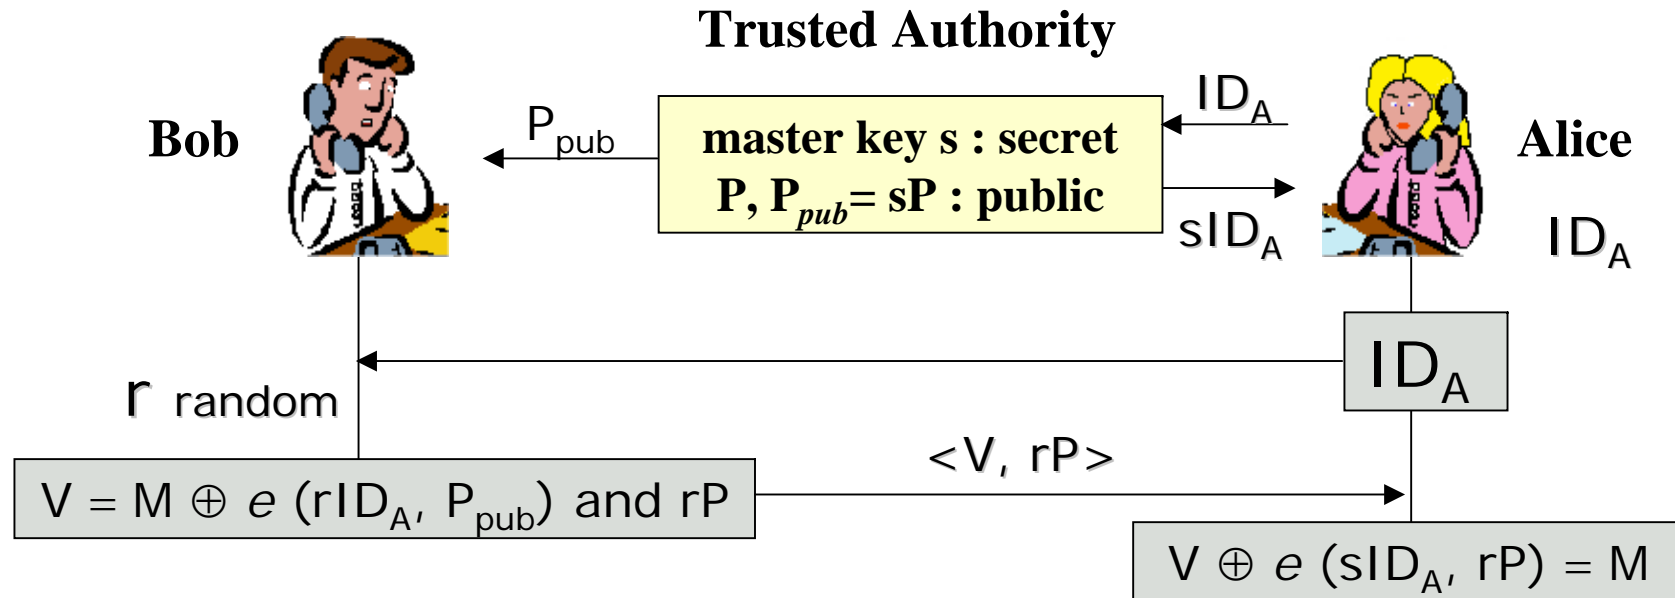 Trusted Authority
Bob
P_pub
master key s : secret
P, P_pub= sP : public
ID_A
sID_A
Alice
ID_A
ID_A
r random
<V, rP>
V = M ⊕ e (rID_A, P_pub) and rP
V ⊕ e (sID_A, rP) = M